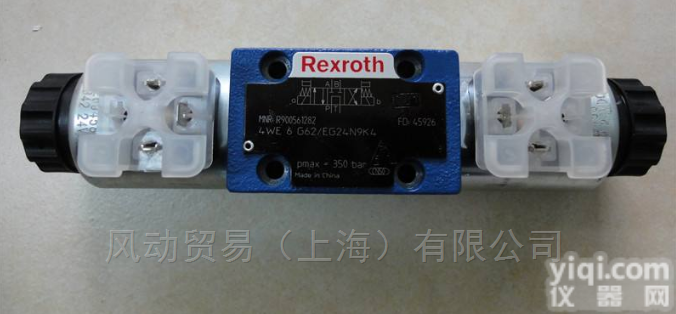 Rexroth
A B
a b
P T
MNR: R900561282
FD: 45926
4WE 6 G62/EG24N9K4
pmax = 350 bar
Made in China
风动贸易（上海）有限公司
yiqi.com
仪器网